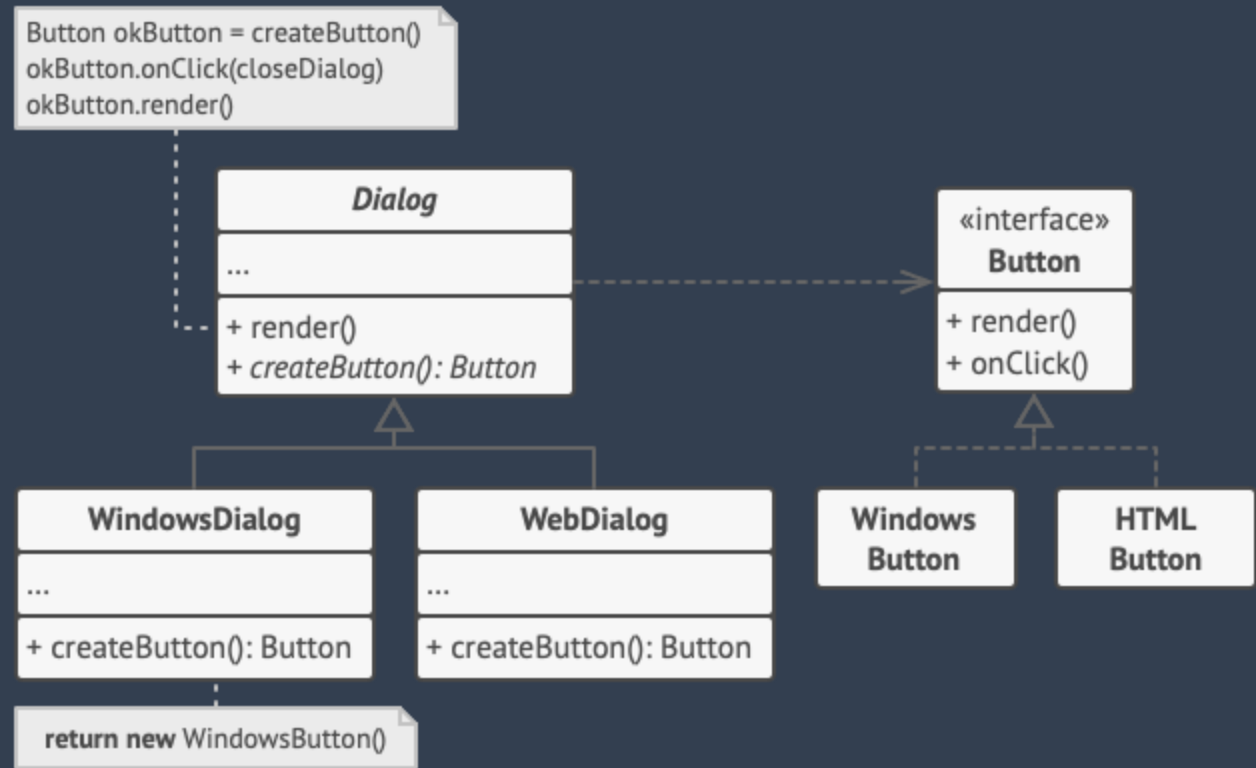 Button okButton = createButton()
okButton.onClick(closeDialog)
okButton.render()
Dialog
...
+ render()
+ createButton(): Button
«interface»
Button
+ render()
+ onClick()
WindowsDialog
...
+ createButton(): Button
WebDialog
...
+ createButton(): Button
Windows
Button
HTML
Button
return new WindowsButton()